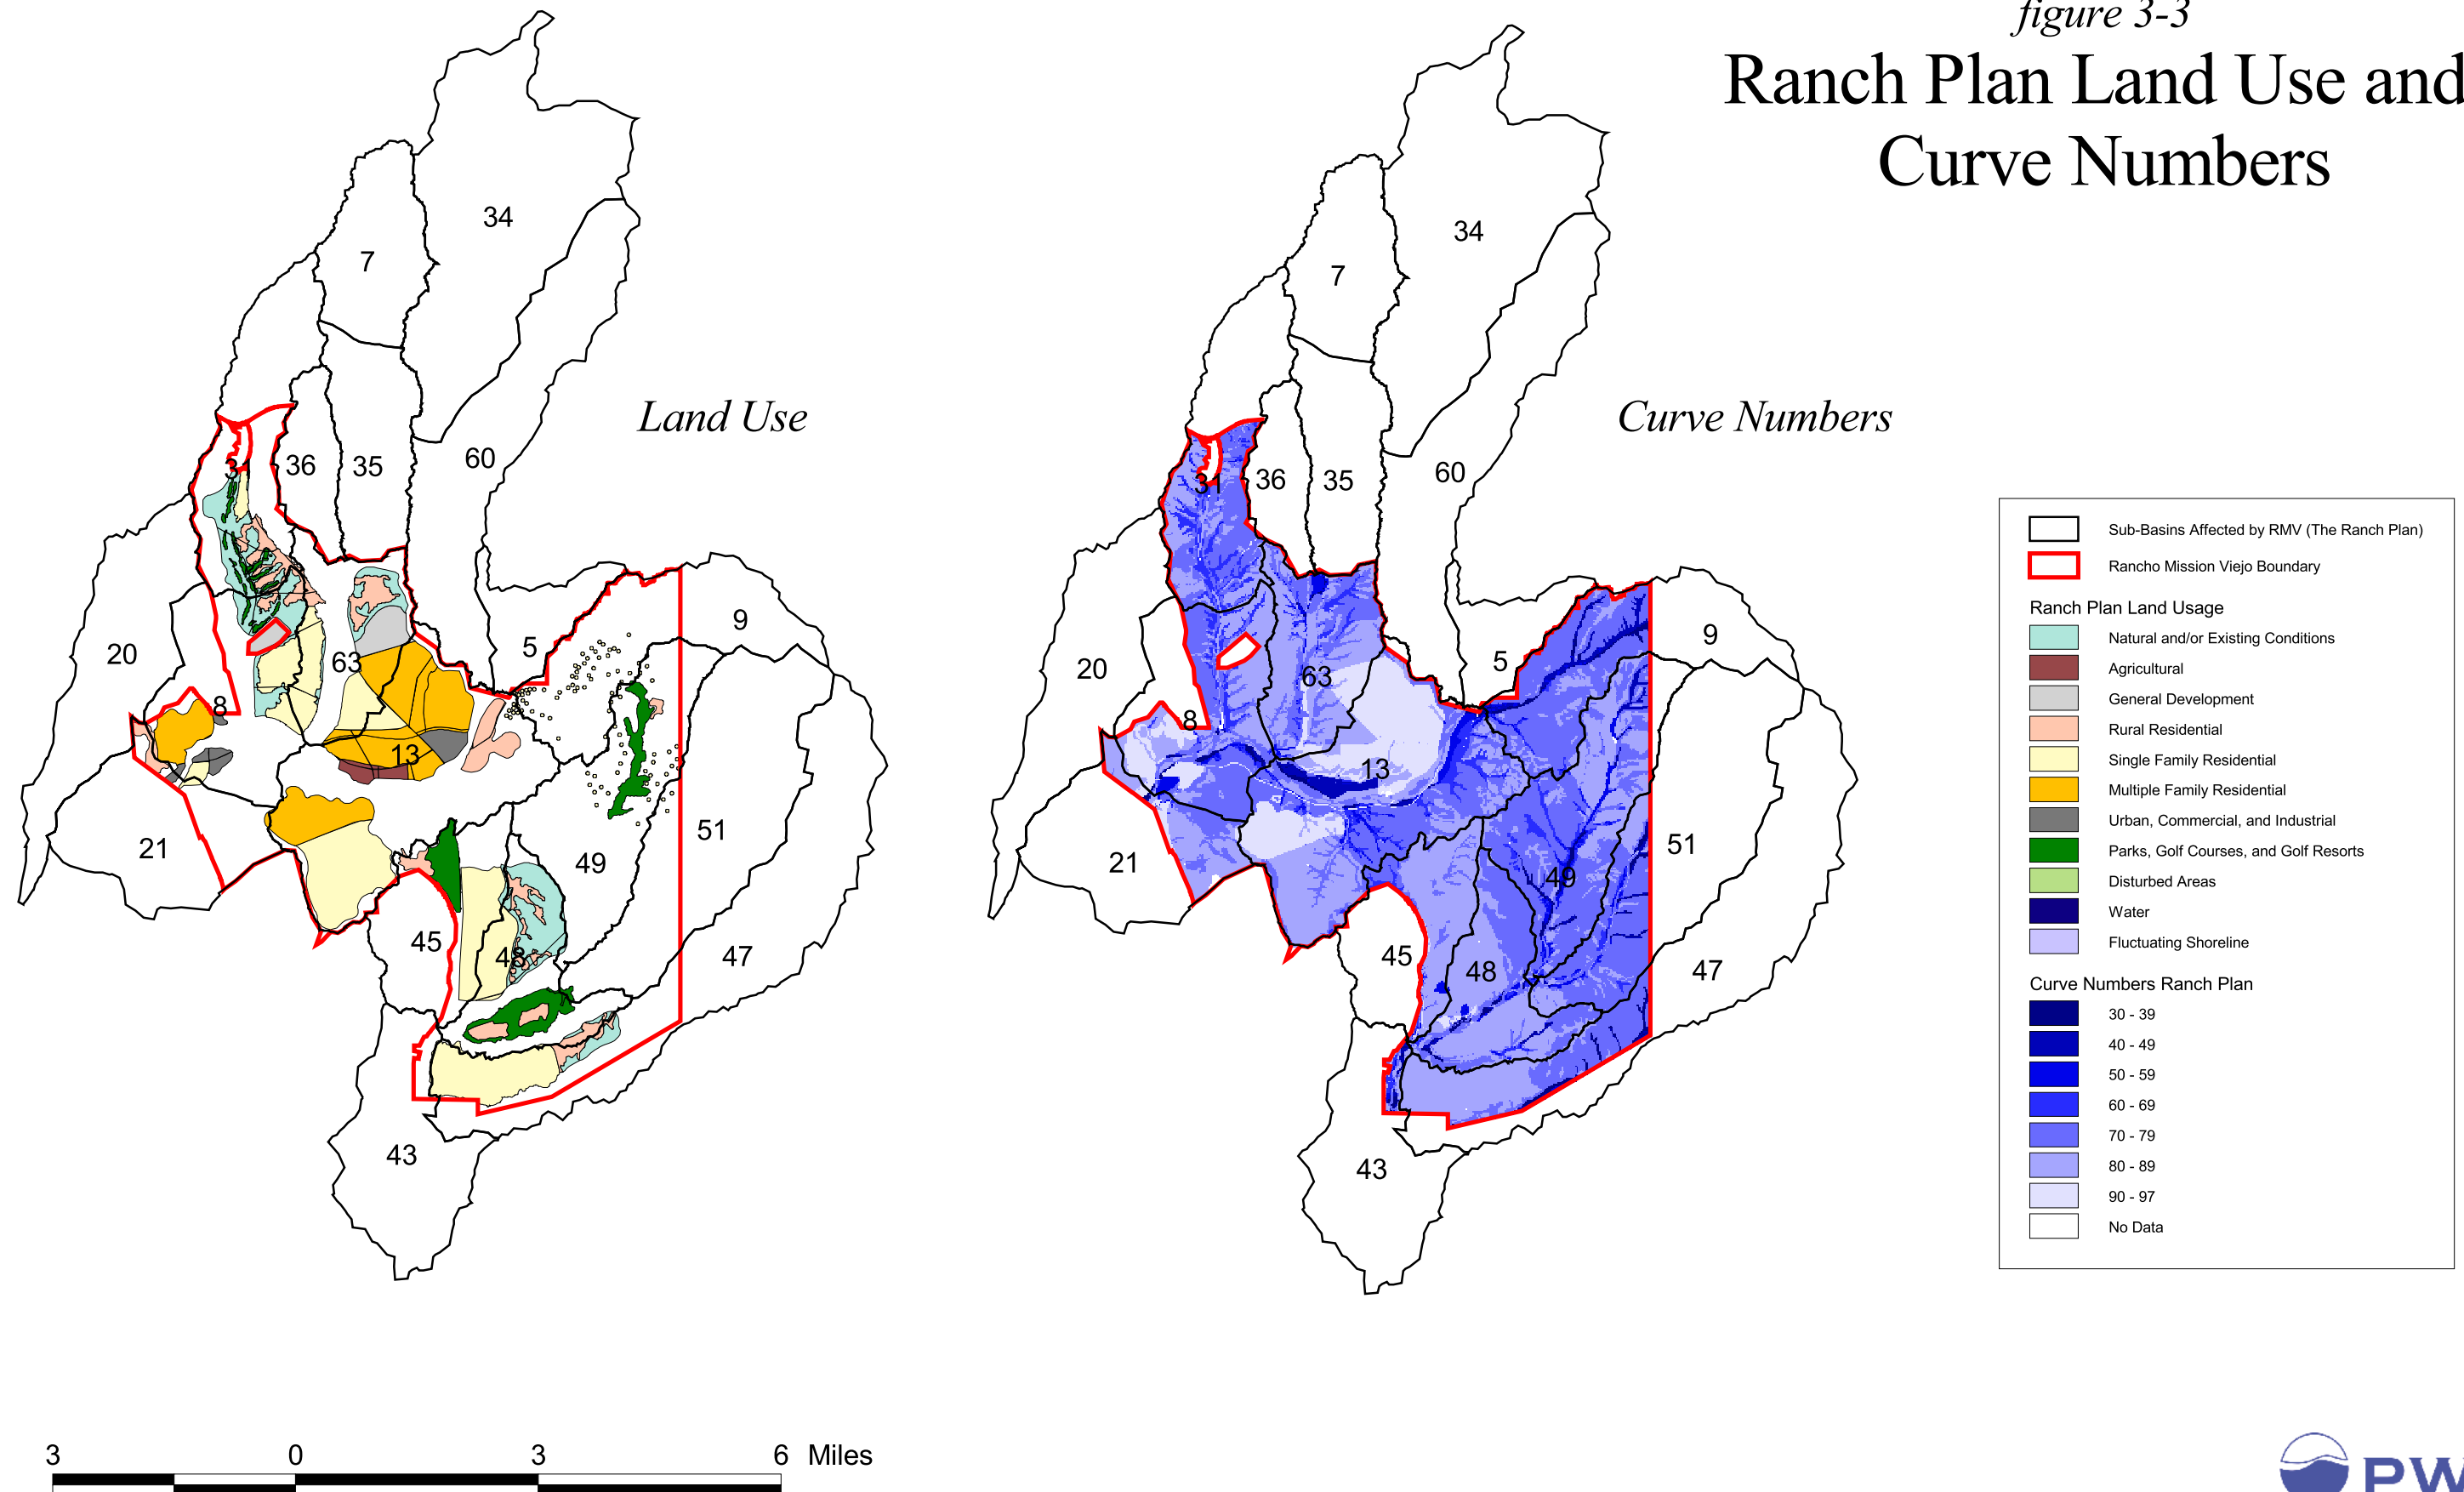 figure 3-3
Ranch Plan Land Use and
Curve Numbers
Land Use
34
7
36
35
60
20
63
5
9
8
13
21
49
51
45
48
47
43
Curve Numbers
34
7
31
36
35
60
20
63
5
9
8
13
21
49
51
45
48
47
43
Sub-Basins Affected by RMV (The Ranch Plan)
Rancho Mission Viejo Boundary
Ranch Plan Land Usage
Natural and/or Existing Conditions
Agricultural
General Development
Rural Residential
Single Family Residential
Multiple Family Residential
Urban, Commercial, and Industrial
Parks, Golf Courses, and Golf Resorts
Disturbed Areas
Water
Fluctuating Shoreline
Curve Numbers Ranch Plan
30 - 39
40 - 49
50 - 59
60 - 69
70 - 79
80 - 89
90 - 97
No Data
3 0 3 6 Miles
PW